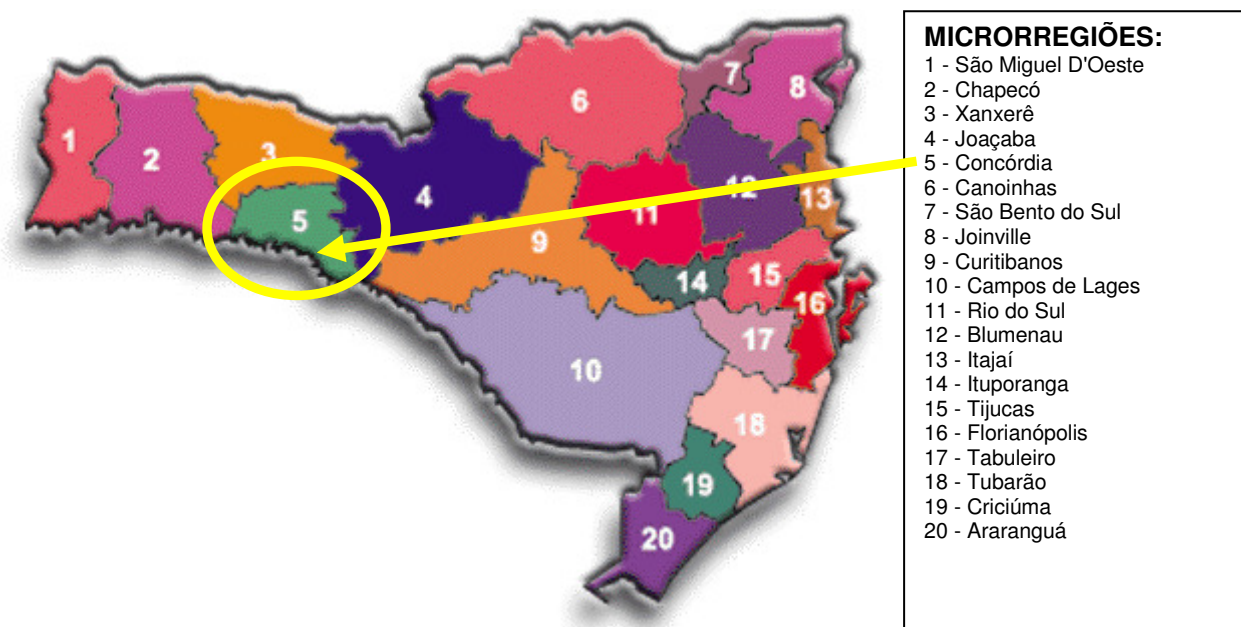 MICRORREGIÕES:
1 - São Miguel D'Oeste
2 - Chapecó
3 - Xanxerê
4 - Joaçaba
5 - Concórdia
6 - Canoinhas
7 - São Bento do Sul
8 - Joinville
9 - Curitibanos
10 - Campos de Lages
11 - Rio do Sul
12 - Blumenau
13 - Itajaí
14 - Ituporanga
15 - Tijucas
16 - Florianópolis
17 - Tabuleiro
18 - Tubarão
19 - Criciúma
20 - Araranguá
1
2
3
4
5
6
7
8
9
10
11
12
13
14
15
16
17
18
19
20